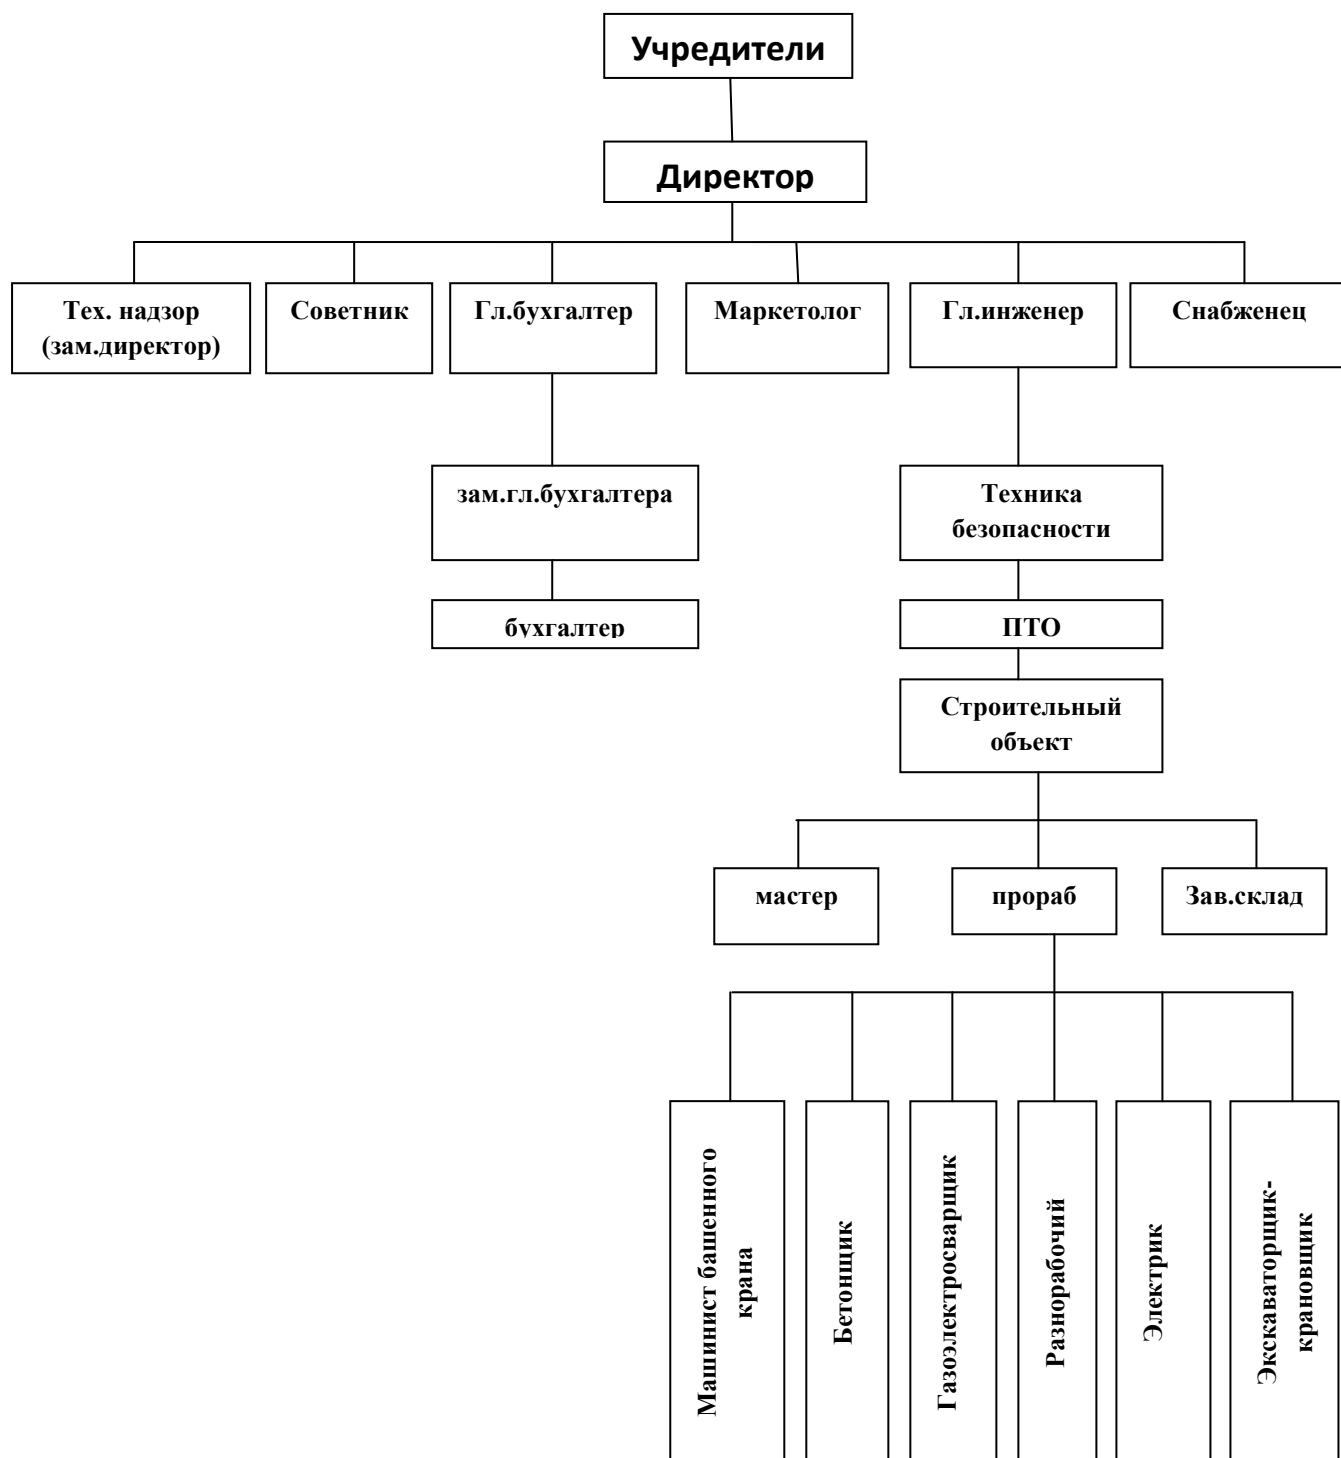 Учредители
Директор
Тех. надзор
(зам.директор)
Советник
Гл.бухгалтер
Маркетолог
Гл.инженер
Снабженец
зам.гл.бухгалтера
Техника
безопасности
бухгалтер
ПТО
Строительный
объект
мастер
прораб
Зав.склад
Машинист башенного
крана
Бетонщик
Газоэлектросварщик
Разнорабочий
Электрик
Экскаваторщик-
крановщик